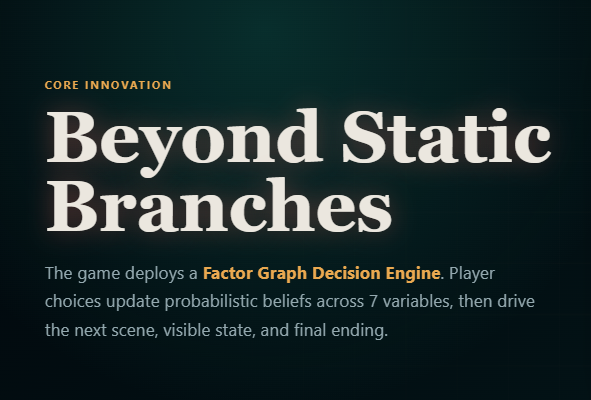 CORE INNOVATION
Beyond Static
Branches
The game deploys a Factor Graph Decision Engine. Player
choices update probabilistic beliefs across 7 variables, then drive
the next scene, visible state, and final ending.